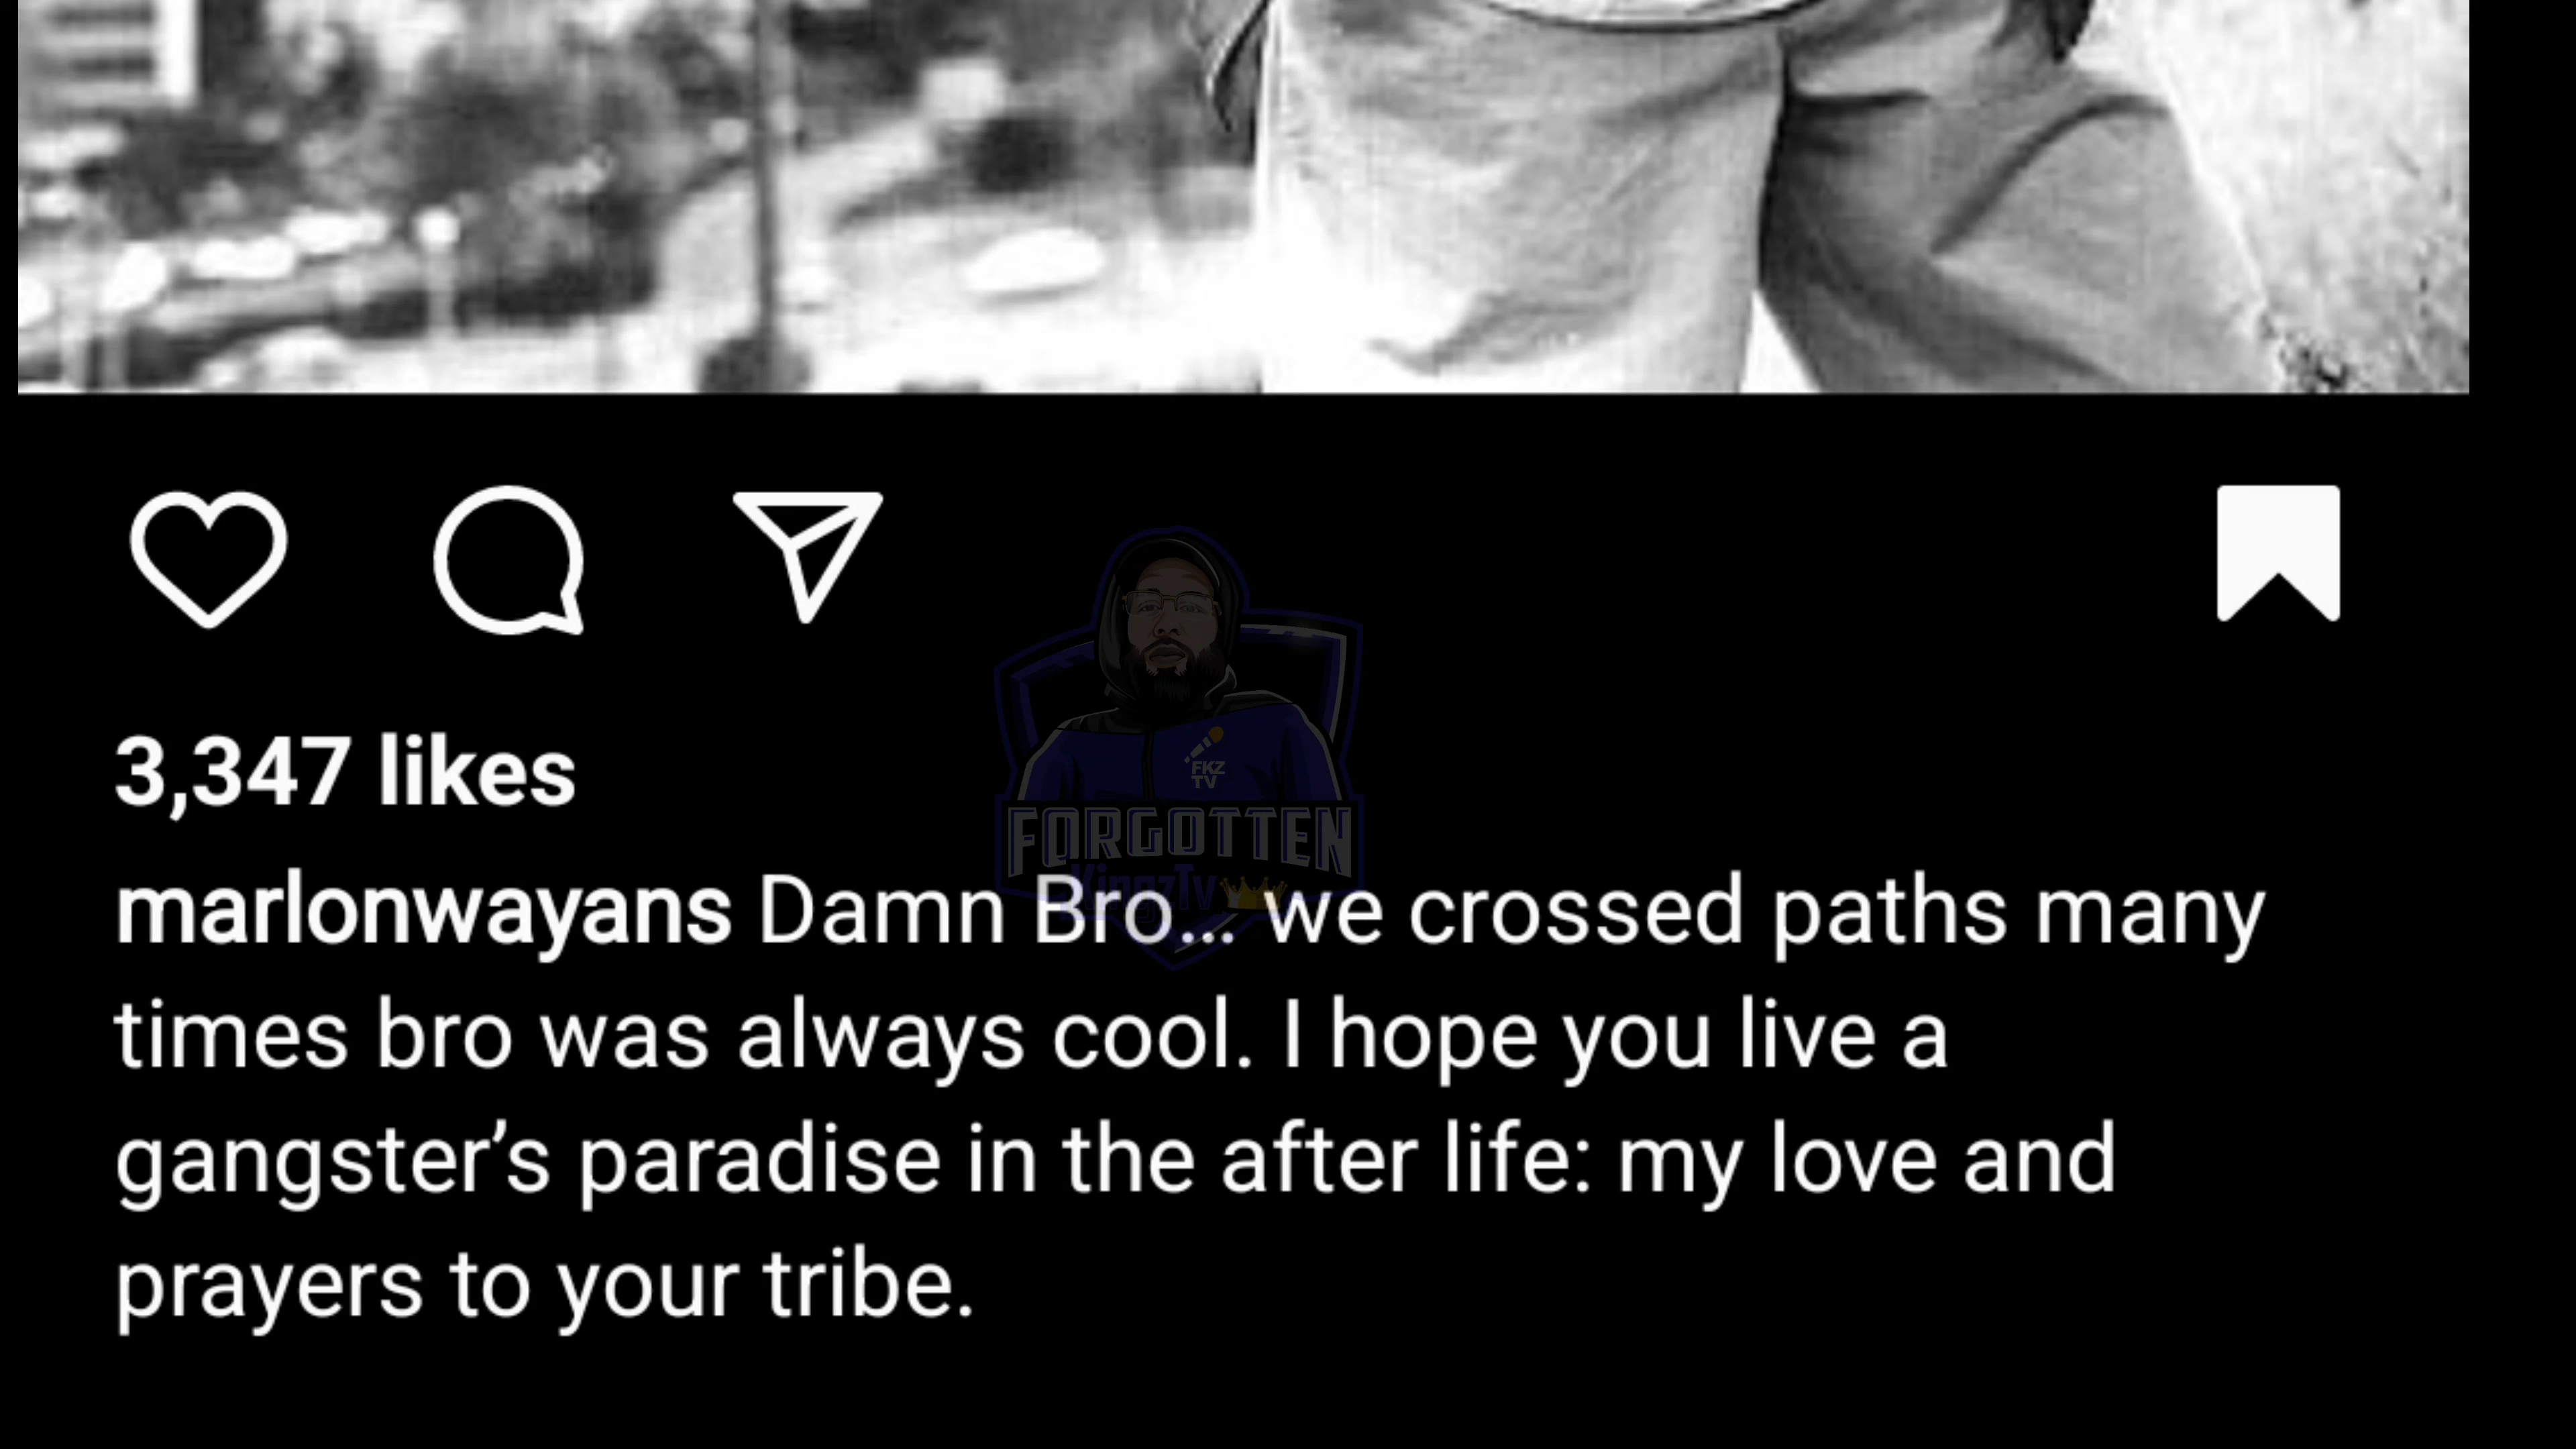 FKZ
TV
FORGOTTEN
KingzTv
3,347 likes
marlonwayans Damn Bro... we crossed paths many
times bro was always cool. I hope you live a
gangster’s paradise in the after life: my love and
prayers to your tribe.